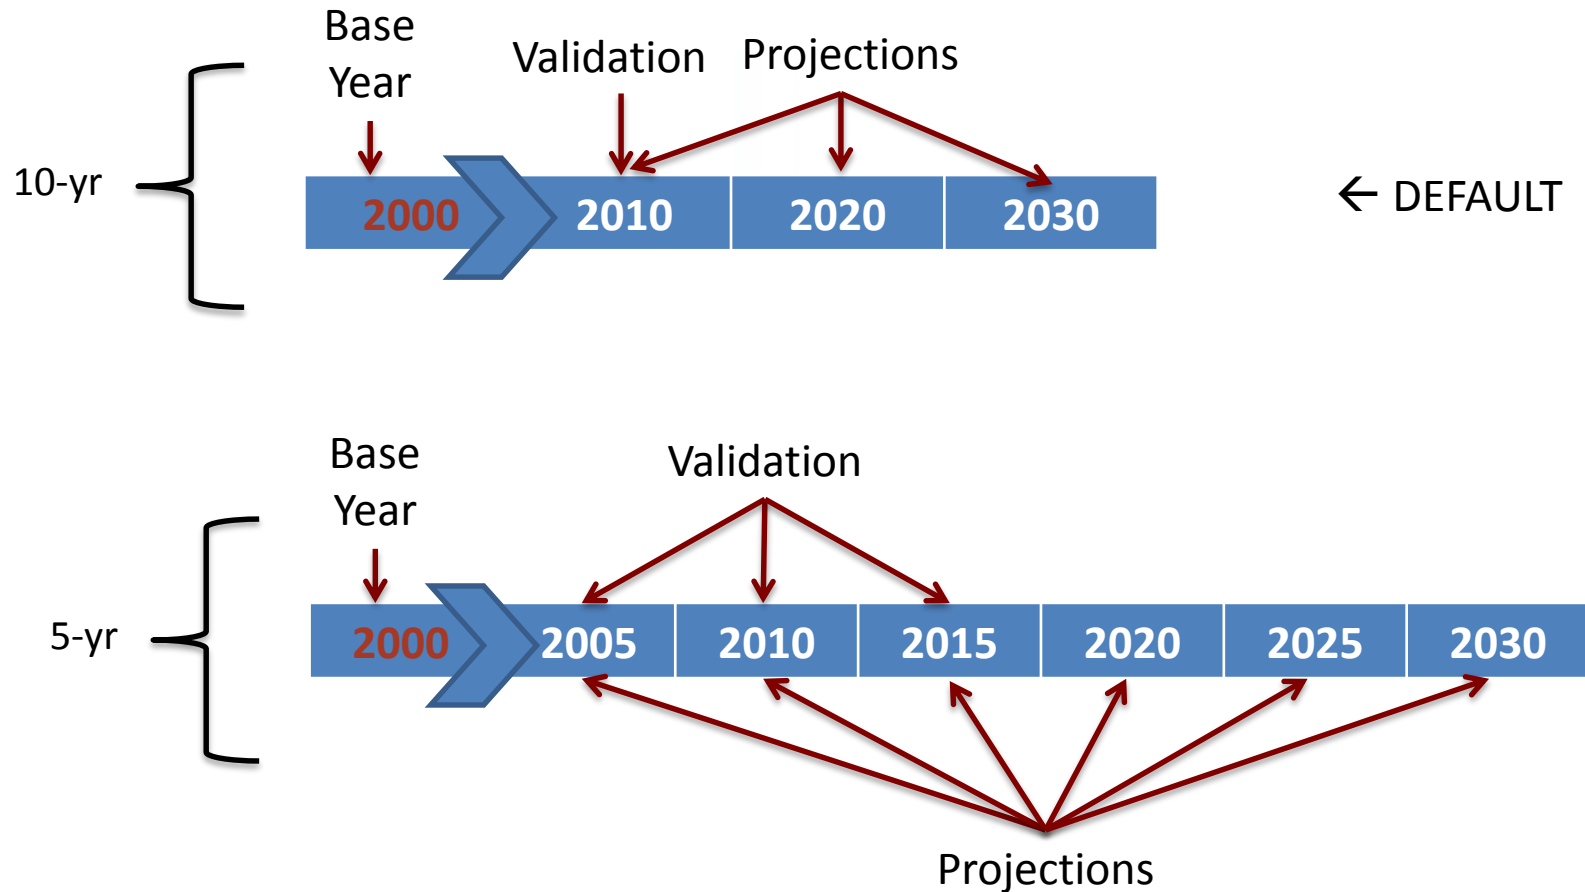 Base
Year
Validation
Projections
10-yr
2000
2010
2020
2030
← DEFAULT
Base
Year
Validation
5-yr
2000
2005
2010
2015
2020
2025
2030
Projections